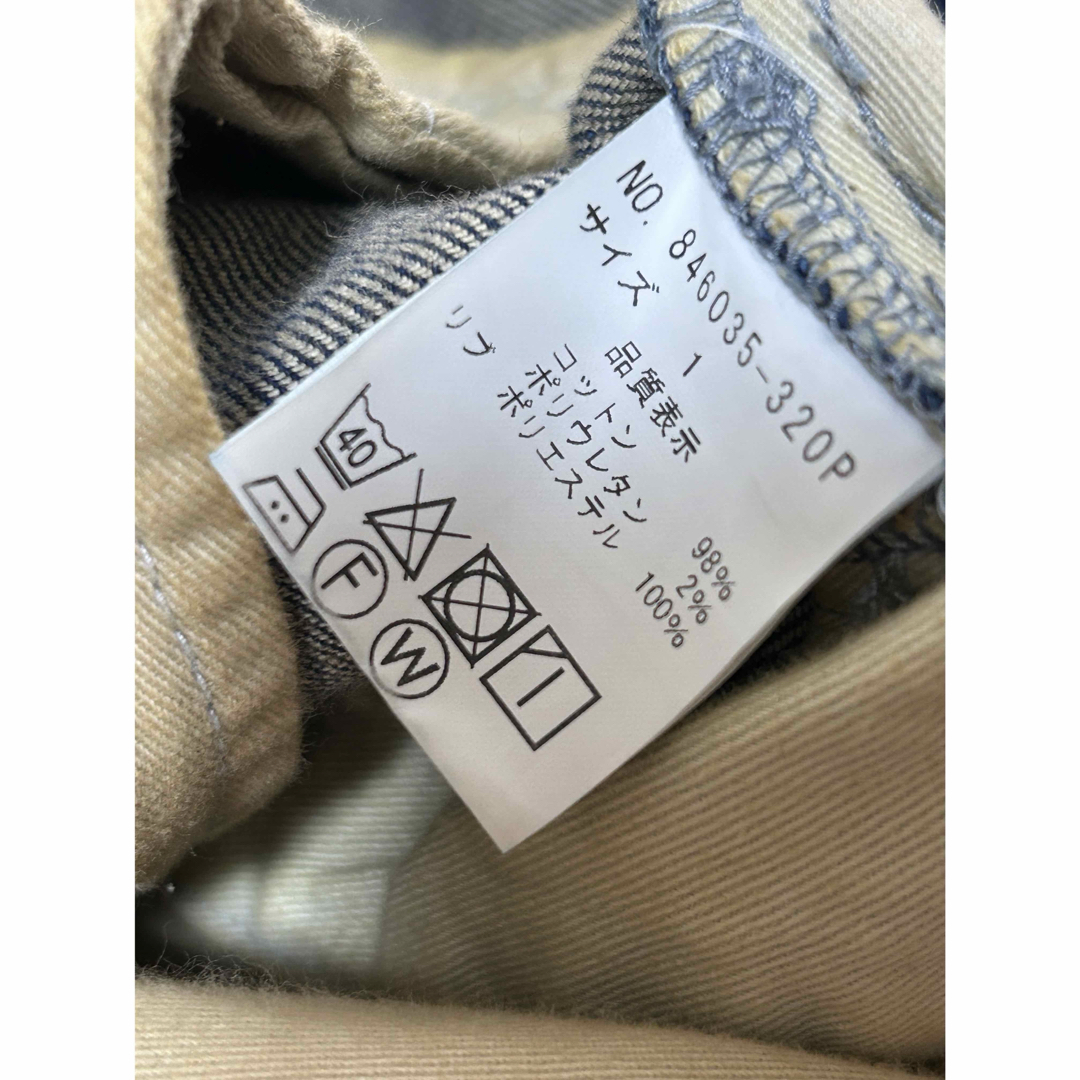 NO. 846035-320P
サイズ 1
品質表示
コットン 98%
ポリウレタン 2%
リブ ポリエステル 100%
40
F
W